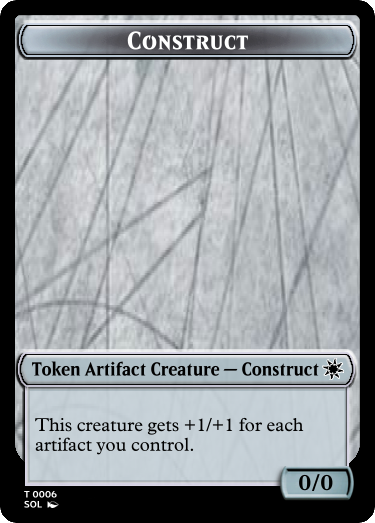 Construct
Token Artifact Creature — Construct
This creature gets +1/+1 for each
artifact you control.
0/0
T 0006
SOL